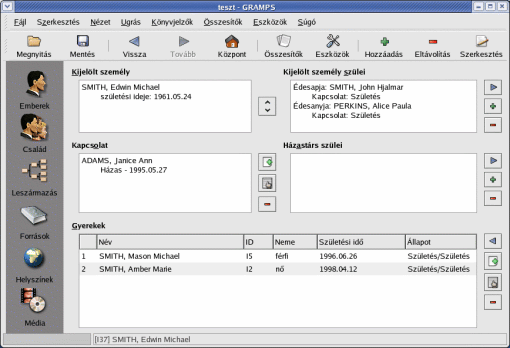 teszt - GRAMPS
Fájl Szerkesztés Nézet Ugrás Könyvjelzők Összesítők Eszközök Súgó
Megnyitás Mentés Vissza Tovább Központ Összesítők Eszközök Hozzáadás Eltávolítás Szerkesztés
Kijelölt személy
SMITH, Edwin Michael
születési ideje: 1961.05.24
Kijelölt személy szülei
Édesapja: SMITH, John Hjalmar
Kapcsolat: Születés
Édesanyja: PERKINS, Alice Paula
Kapcsolat: Születés
Kapcsolat
ADAMS, Janice Ann
Házas - 1995.05.27
Házastárs szülei
Gyerekek
Név ID Neme Születési idő Állapot
1 SMITH, Mason Michael I5 férfi 1996.06.26 Születés/Születés
2 SMITH, Amber Marie I2 nő 1998.04.12 Születés/Születés
Emberek
Család
Leszármazás
Források
Helyszínek
Média
[I37] SMITH, Edwin Michael